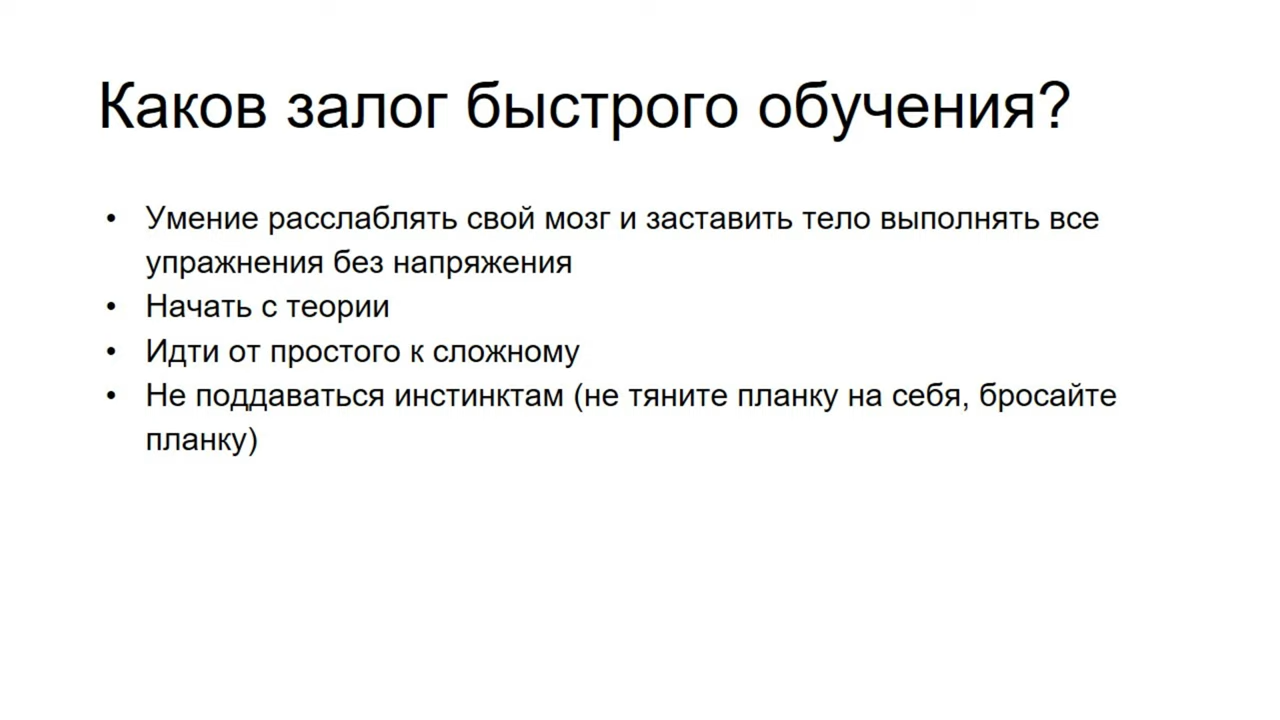 Каков залог быстрого обучения?
• Умение расслаблять свой мозг и заставить тело выполнять все
упражнения без напряжения
• Начать с теории
• Идти от простого к сложному
• Не поддаваться инстинктам (не тяните планку на себя, бросайте
планку)